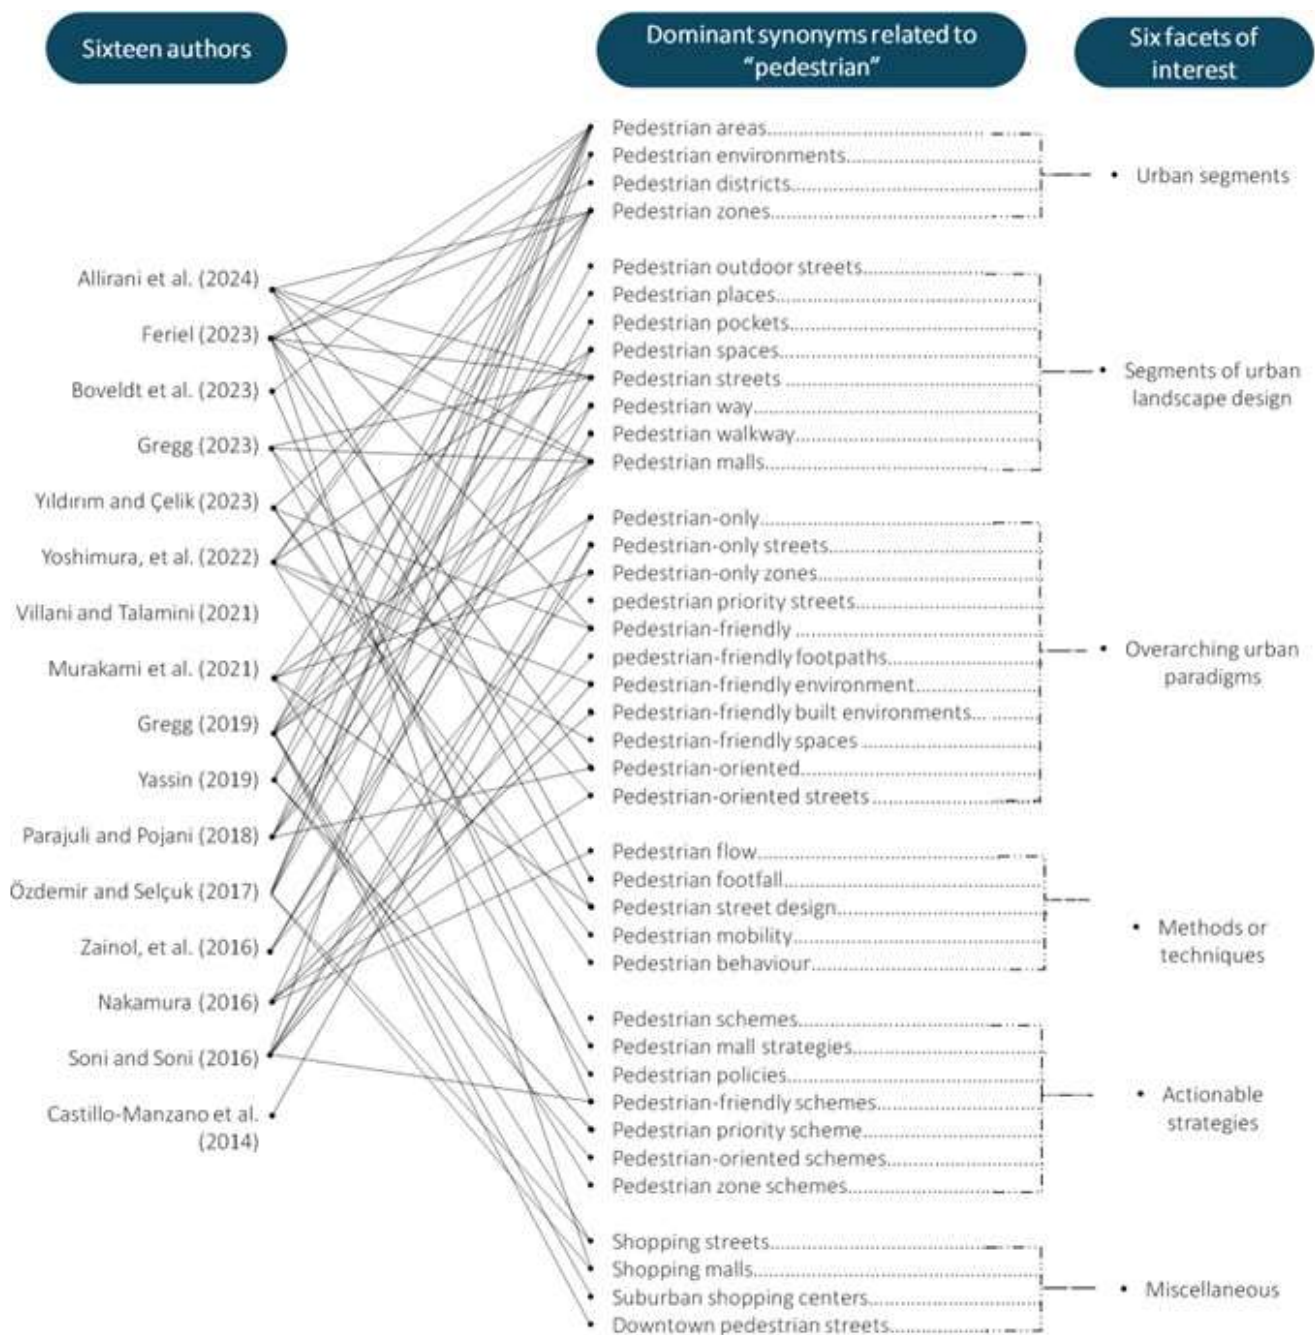 Sixteen authors
Dominant synonyms related to
“pedestrian”
Six facets of
interest
Allirani et al. (2024)
Feriel (2023)
Boveldt et al. (2023)
Gregg (2023)
Yıldırım and Çelik (2023)
Yoshimura, et al. (2022)
Villani and Talamini (2021)
Murakami et al. (2021)
Gregg (2019)
Yassin (2019)
Parajuli and Pojani (2018)
Özdemir and Selçuk (2017)
Zainol, et al. (2016)
Nakamura (2016)
Soni and Soni (2016)
Castillo-Manzano et al.
(2014)
Pedestrian areas
Pedestrian environments
Pedestrian districts
Pedestrian zones
Pedestrian outdoor streets
Pedestrian places
Pedestrian pockets
Pedestrian spaces
Pedestrian streets
Pedestrian way
Pedestrian walkway
Pedestrian malls
Pedestrian-only
Pedestrian-only streets
Pedestrian-only zones
pedestrian priority streets
Pedestrian-friendly
pedestrian-friendly footpaths
Pedestrian-friendly environment
Pedestrian-friendly built environments
Pedestrian-friendly spaces
Pedestrian-oriented
Pedestrian-oriented streets
Pedestrian flow
Pedestrian footfall
Pedestrian street design
Pedestrian mobility
Pedestrian behaviour
Pedestrian schemes
Pedestrian mall strategies
Pedestrian policies
Pedestrian-friendly schemes
Pedestrian priority scheme
Pedestrian-oriented schemes
Pedestrian zone schemes
Shopping streets
Shopping malls
Suburban shopping centers
Downtown pedestrian streets
• Urban segments
• Segments of urban
landscape design
• Overarching urban
paradigms
• Methods or
techniques
• Actionable
strategies
• Miscellaneous